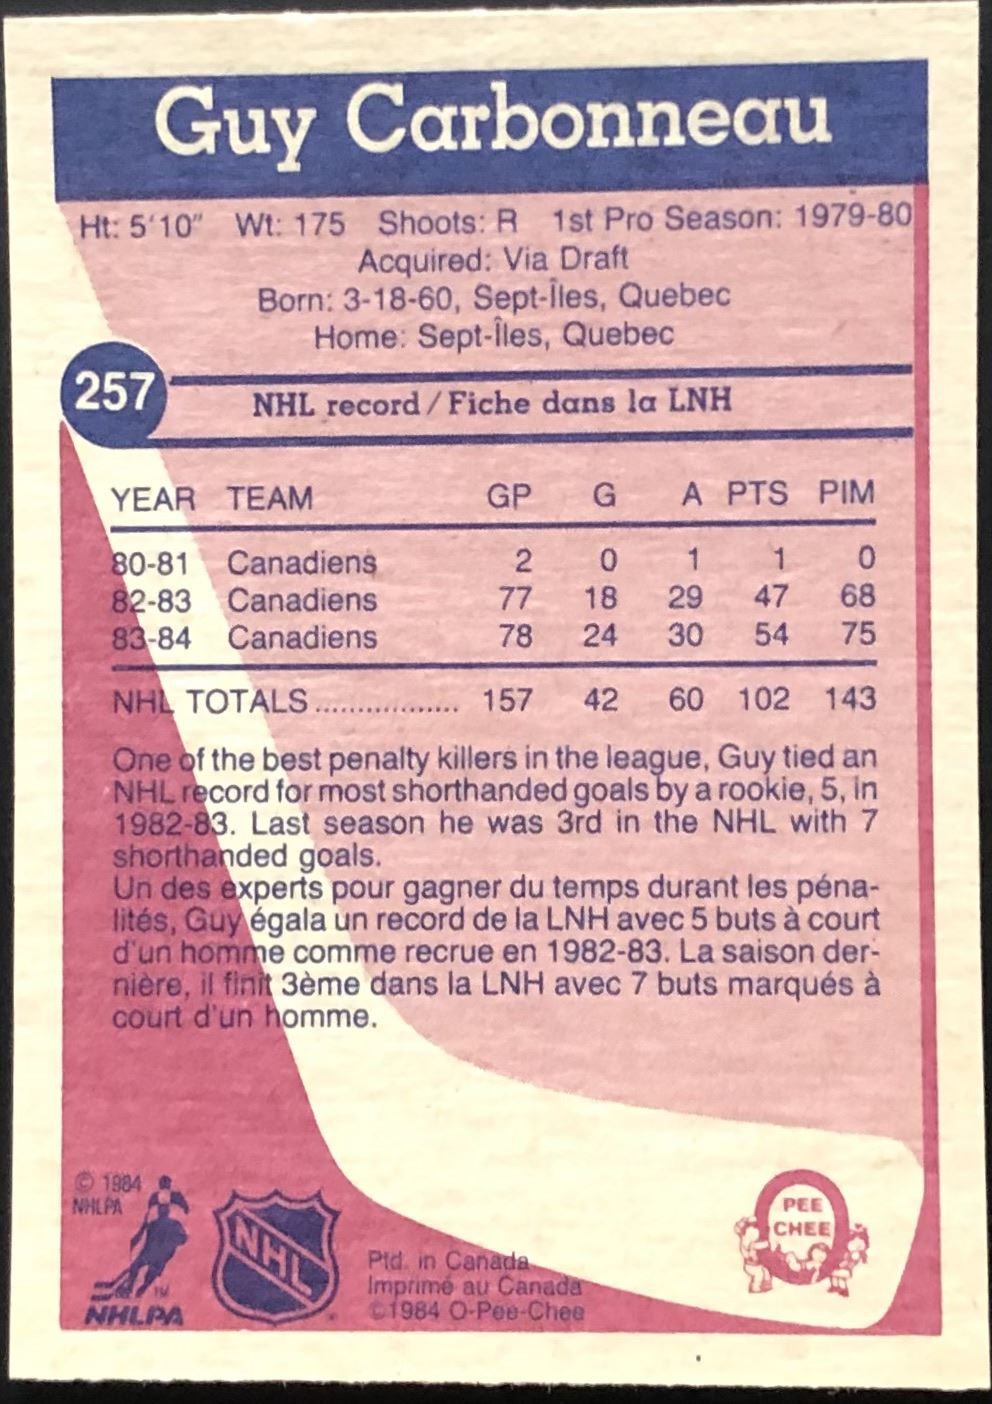 Guy Carbonneau
Ht: 5'10" Wt: 175 Shoots: R 1st Pro Season: 1979-80
Acquired: Via Draft
Born: 3-18-60, Sept-Îles, Quebec
Home: Sept-Îles, Quebec
257
NHL record/Fiche dans la LNH
YEAR TEAM GP G A PTS PIM
80-81 Canadiens 2 0 1 1 0
82-83 Canadiens 77 18 29 47 68
83-84 Canadiens 78 24 30 54 75
NHL TOTALS................. 157 42 60 102 143
One of the best penalty killers in the league, Guy tied an
NHL record for most shorthanded goals by a rookie, 5, in
1982-83. Last season he was 3rd in the NHL with 7
shorthanded goals.
Un des experts pour gagner du temps durant les péna-
lités, Guy égala un record de la LNH avec 5 buts à court
d'un homme comme recrue en 1982-83. La saison der-
nière, il finit 3ème dans la LNH avec 7 buts marqués à
court d'un homme.
© 1984
NHLPA
TM
NHLPA
NHL
Ptd. in Canada
Imprimé au Canada
©1984 O-Pee-Chee
PEE
CHEE